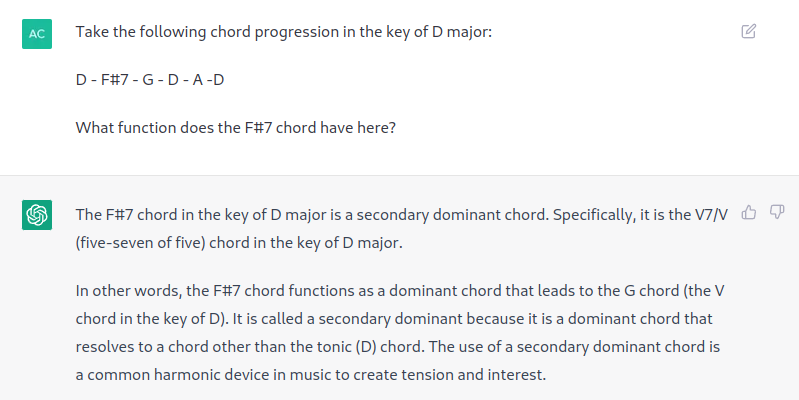 AC
Take the following chord progression in the key of D major:
D - F#7 - G - D - A -D
What function does the F#7 chord have here?
The F#7 chord in the key of D major is a secondary dominant chord. Specifically, it is the V7/V
(five-seven of five) chord in the key of D major.
In other words, the F#7 chord functions as a dominant chord that leads to the G chord (the V
chord in the key of D). It is called a secondary dominant because it is a dominant chord that
resolves to a chord other than the tonic (D) chord. The use of a secondary dominant chord is
a common harmonic device in music to create tension and interest.